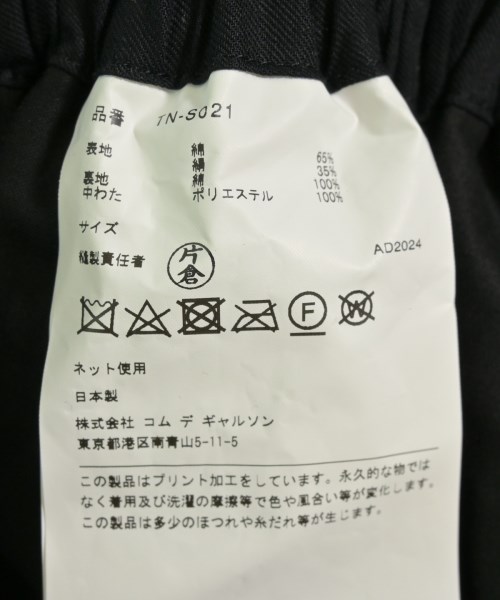 品番 TN-S021
表地 綿 65%
絹 35%
裏地 綿 100%
中わた ポリエステル 100%
サイズ
縫製責任者 片倉
AD2024
F W
ネット使用
日本製
株式会社 コム デ ギャルソン
東京都港区南青山5-11-5
この製品はプリント加工をしています。永久的な物では
なく着用及び洗濯の摩擦等で色や風合い等が変化します。
この製品は多少のほつれや糸だれ等が生じます。